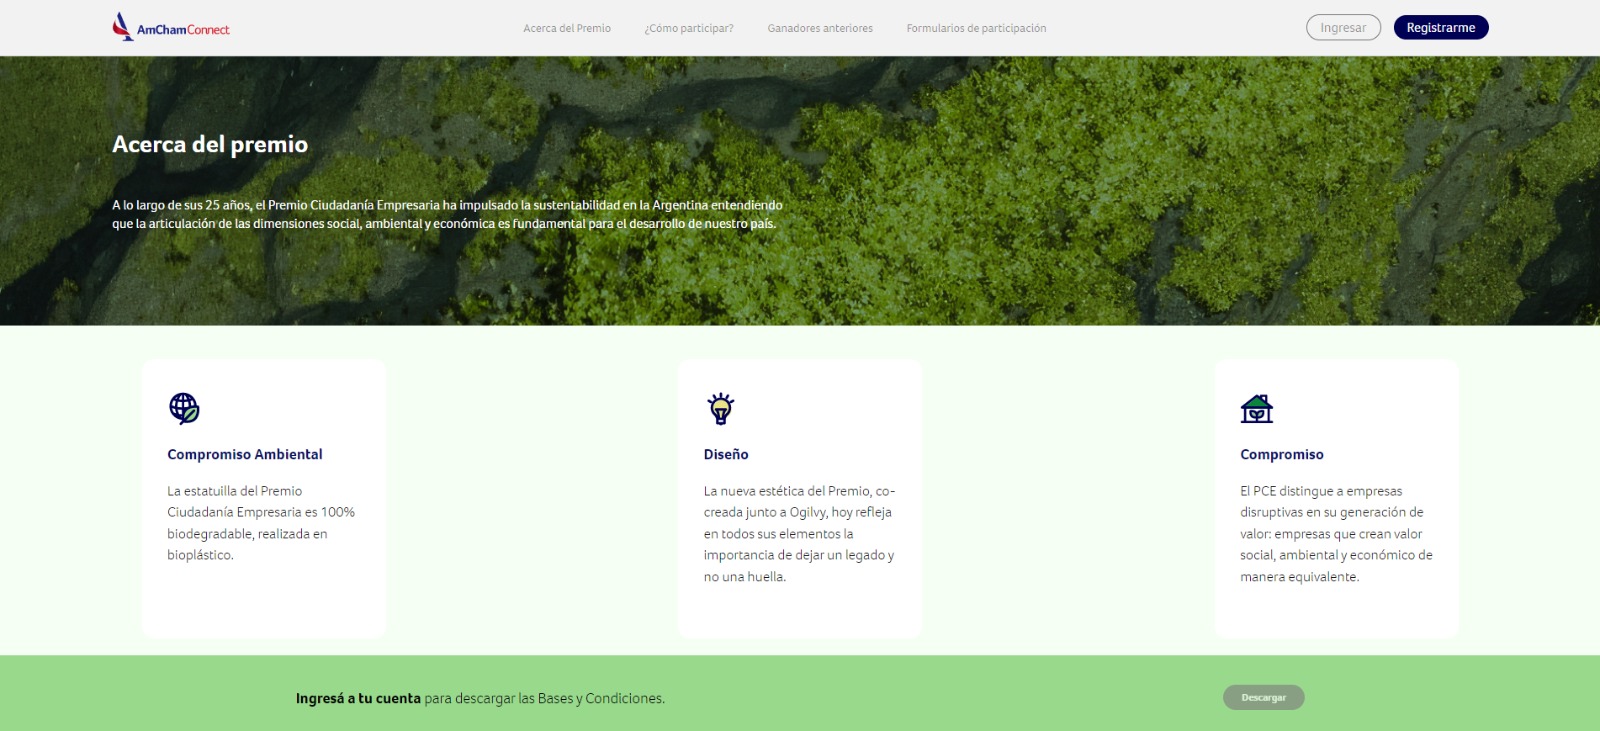 AmChamConnect
Acerca del Premio
¿Cómo participar?
Ganadores anteriores
Formularios de participación
Ingresar
Registrarme
Acerca del premio
A lo largo de sus 25 años, el Premio Ciudadanía Empresaria ha impulsado la sustentabilidad en la Argentina entendiendo
que la articulación de las dimensiones social, ambiental y económica es fundamental para el desarrollo de nuestro país.
Compromiso Ambiental
La estatuilla del Premio
Ciudadanía Empresaria es 100%
biodegradable, realizada en
bioplástico.
Diseño
La nueva estética del Premio, co-
creada junto a Ogilvy, hoy refleja
en todos sus elementos la
importancia de dejar un legado y
no una huella.
Compromiso
El PCE distingue a empresas
disruptivas en su generación de
valor: empresas que crean valor
social, ambiental y económico de
manera equivalente.
Ingresá a tu cuenta para descargar las Bases y Condiciones.
Descargar